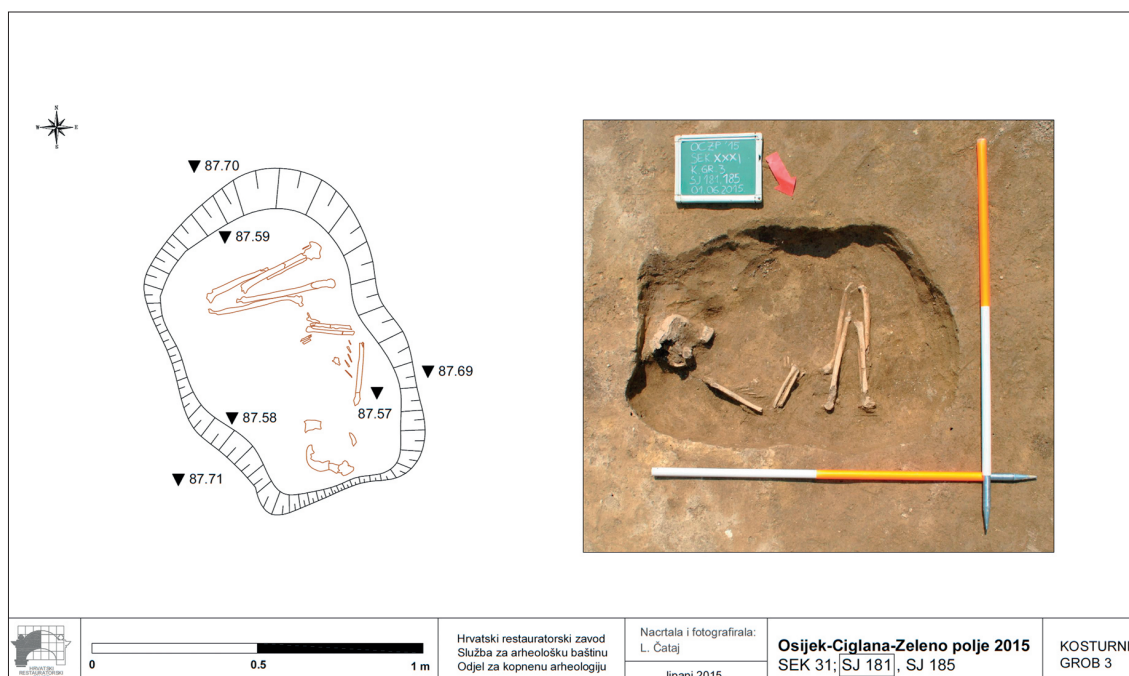 N
W E
S
87.70
87.59
87.69
87.58
87.57
87.71
OCZP '15
SEK XXXI
K GR 3
SJ 181, 185
01.06.2015
HRVATSKI
RESTAURATORSKI
0 0.5 1 m
Hrvatski restauratorski zavod
Služba za arheološku baštinu
Odjel za kopnenu arheologiju
Nacrtala i fotografirala:
L. Čataj
lipanj 2015
Osijek-Ciglana-Zeleno polje 2015
SEK 31; SJ 181 , SJ 185
KOSTURNI
GROB 3